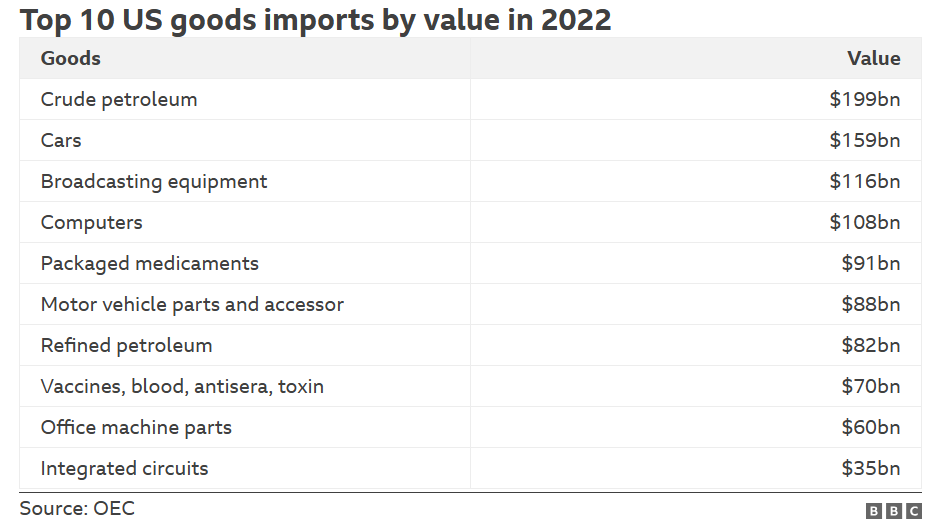 Top 10 US goods imports by value in 2022
Goods Value
Crude petroleum $199bn
Cars $159bn
Broadcasting equipment $116bn
Computers $108bn
Packaged medicaments $91bn
Motor vehicle parts and accessor $88bn
Refined petroleum $82bn
Vaccines, blood, antisera, toxin $70bn
Office machine parts $60bn
Integrated circuits $35bn
Source: OEC BBC